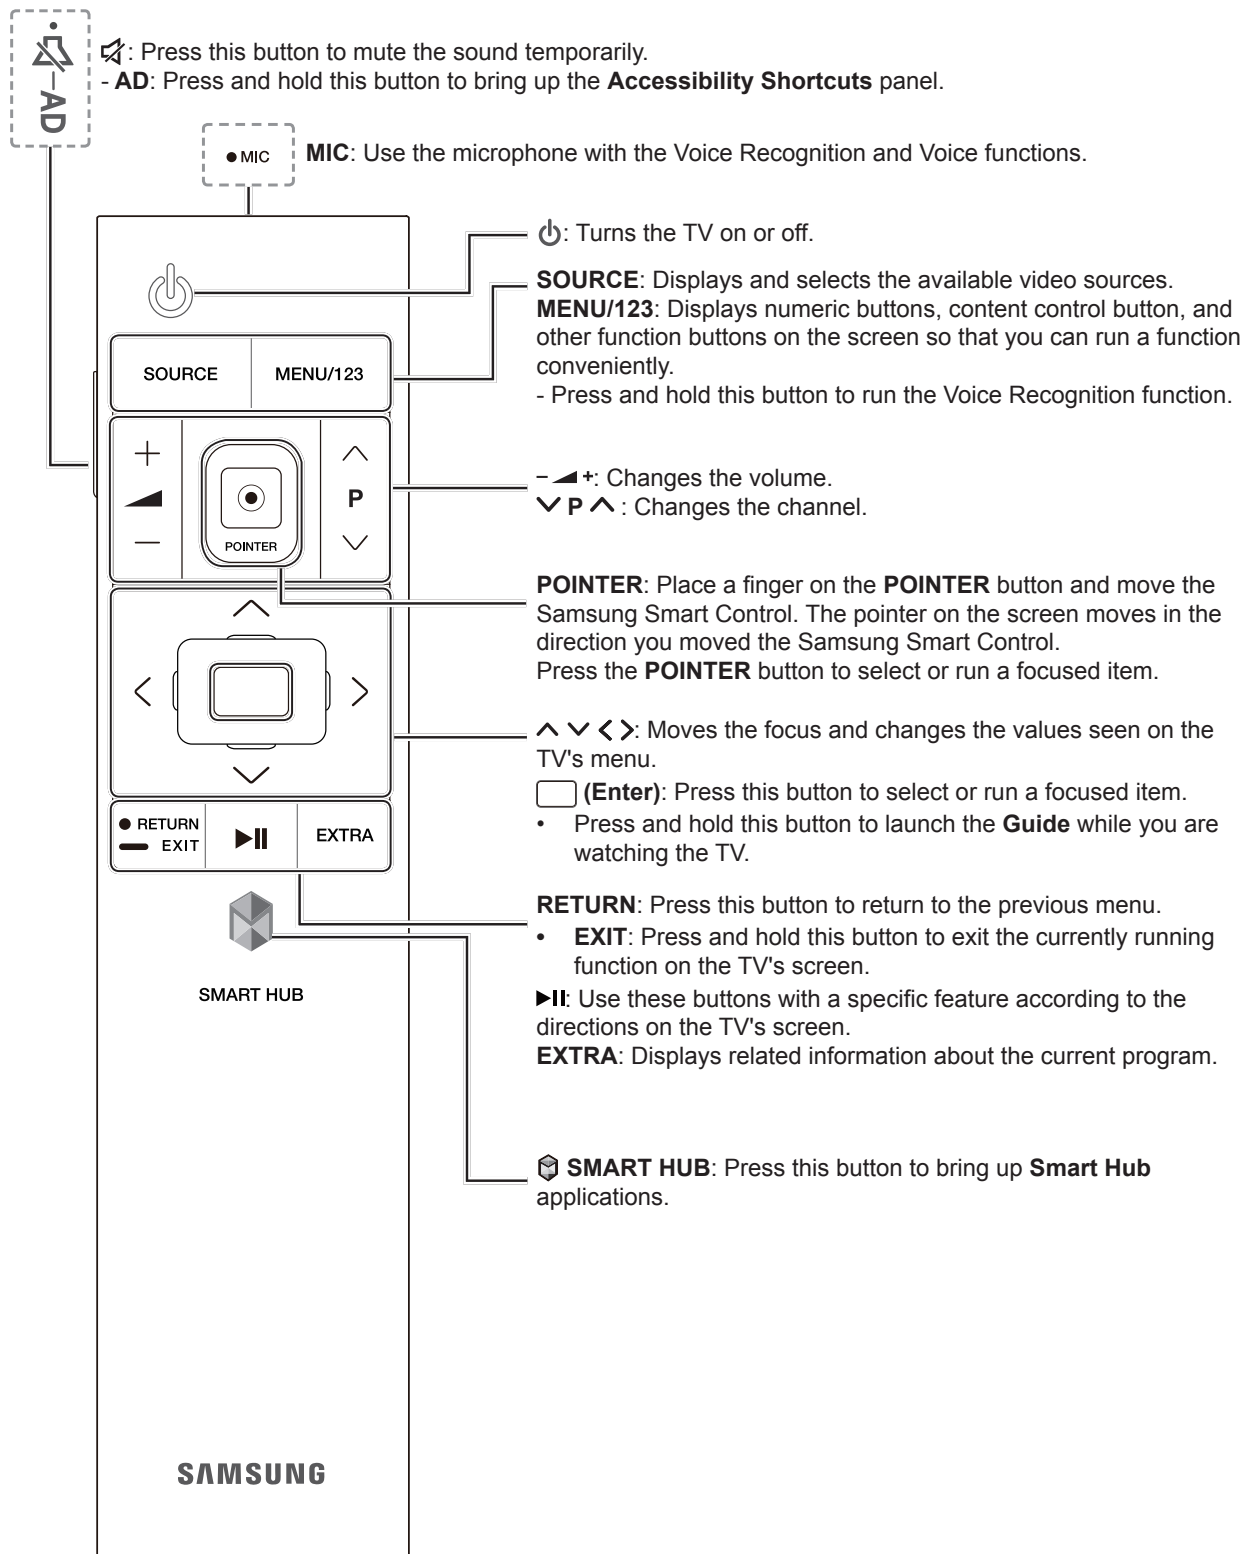 AD
: Press this button to mute the sound temporarily.
- AD: Press and hold this button to bring up the Accessibility Shortcuts panel.
MIC
MIC: Use the microphone with the Voice Recognition and Voice functions.
: Turns the TV on or off.
SOURCE: Displays and selects the available video sources.
MENU/123: Displays numeric buttons, content control button, and
other function buttons on the screen so that you can run a function
conveniently.
- Press and hold this button to run the Voice Recognition function.
SOURCE
MENU/123
P
POINTER
– +: Changes the volume.
P : Changes the channel.
POINTER: Place a finger on the POINTER button and move the
Samsung Smart Control. The pointer on the screen moves in the
direction you moved the Samsung Smart Control.
Press the POINTER button to select or run a focused item.
: Moves the focus and changes the values seen on the
TV's menu.
(Enter): Press this button to select or run a focused item.
• Press and hold this button to launch the Guide while you are
watching the TV.
RETURN
EXIT
EXTRA
RETURN: Press this button to return to the previous menu.
• EXIT: Press and hold this button to exit the currently running
function on the TV's screen.
: Use these buttons with a specific feature according to the
directions on the TV's screen.
EXTRA: Displays related information about the current program.
SMART HUB
SMART HUB: Press this button to bring up Smart Hub
applications.
SAMSUNG